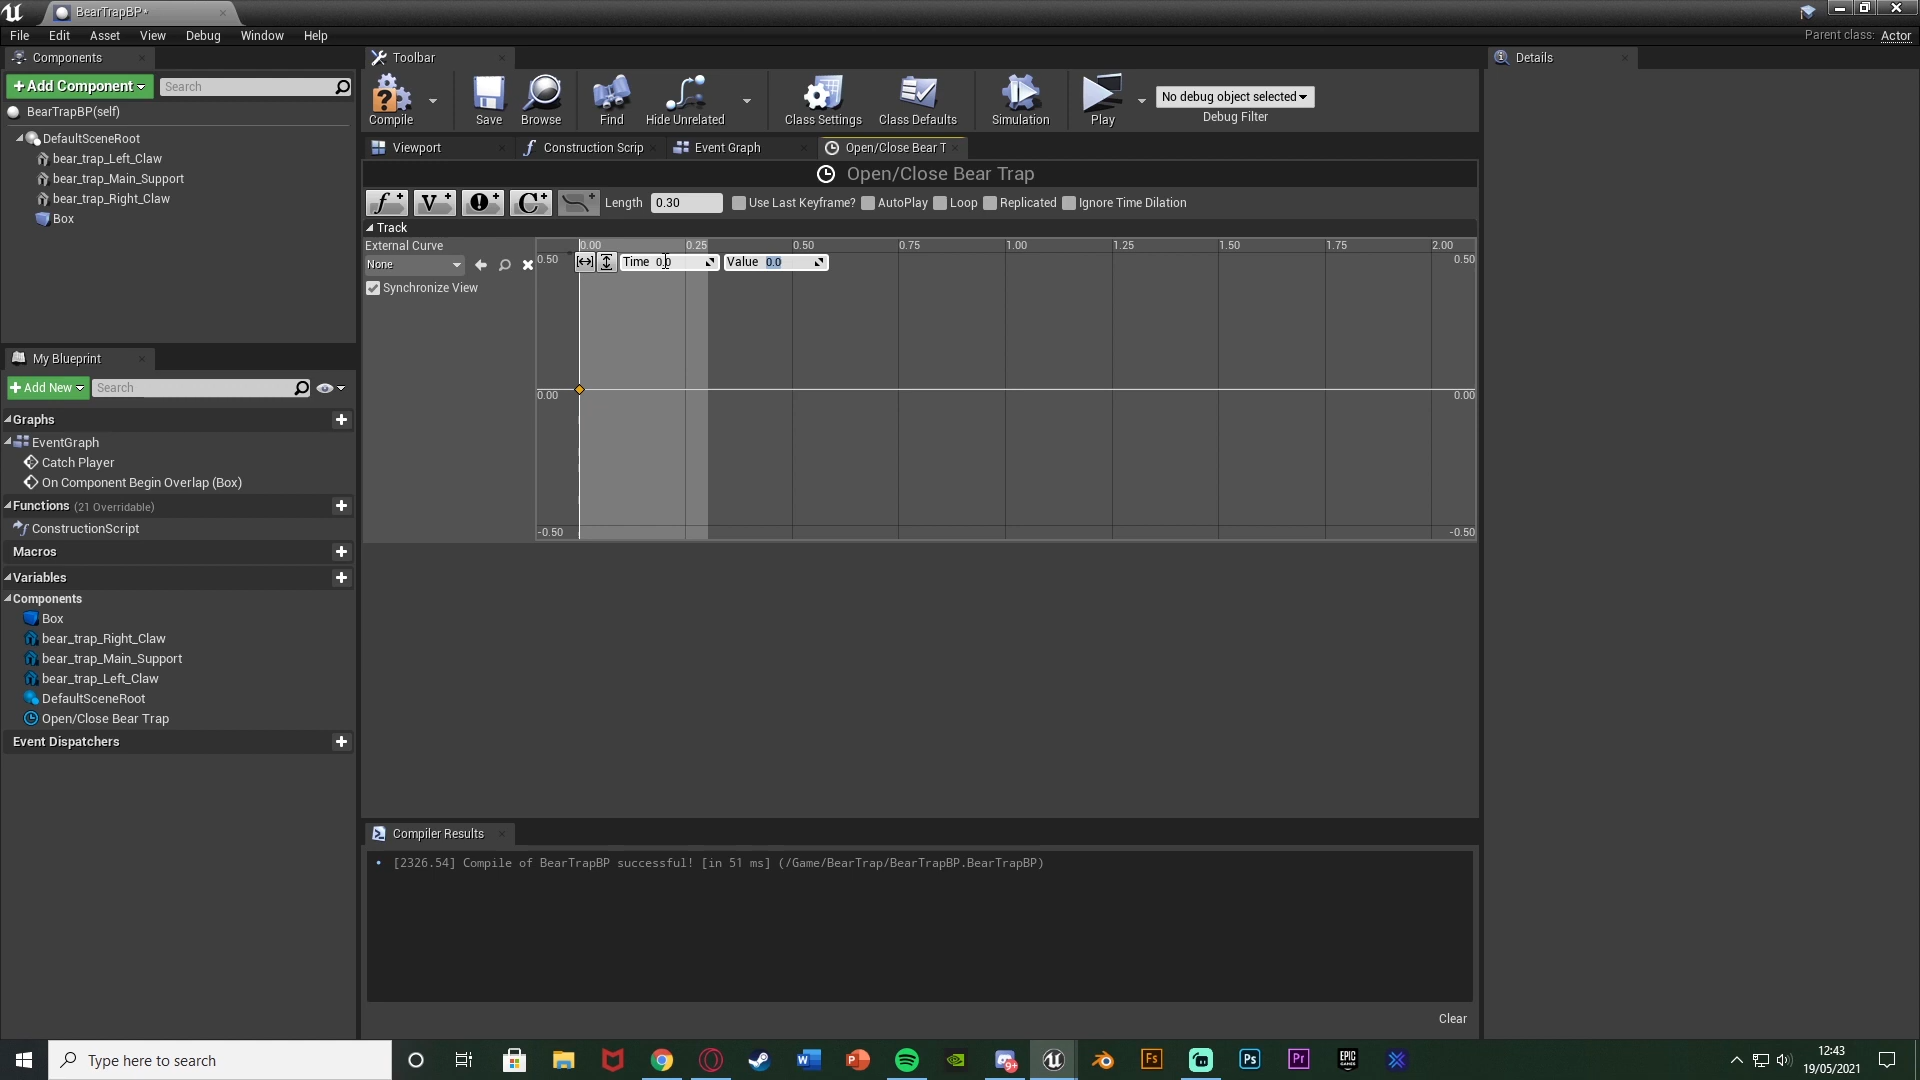 BearTrapBP*
File Edit Asset View Debug Window Help
Parent class: Actor
Components
+Add Component
Search
BearTrapBP(self)
DefaultSceneRoot
bear_trap_Left_Claw
bear_trap_Main_Support
bear_trap_Right_Claw
Box
My Blueprint
+Add New
Search
Graphs
EventGraph
Catch Player
On Component Begin Overlap (Box)
Functions (21 Overridable)
ConstructionScript
Macros
Variables
Components
Box
bear_trap_Right_Claw
bear_trap_Main_Support
bear_trap_Left_Claw
DefaultSceneRoot
Open/Close Bear Trap
Event Dispatchers
Toolbar
Compile Save Browse Find Hide Unrelated Class Settings Class Defaults Simulation Play
No debug object selected
Debug Filter
Viewport Construction Scrip Event Graph Open/Close Bear T
Open/Close Bear Trap
Length 0.30 Use Last Keyframe? AutoPlay Loop Replicated Ignore Time Dilation
Track
External Curve
None
Synchronize View
0.00 0.25 0.50 0.75 1.00 1.25 1.50 1.75 2.00
0.50 Time 0.0 Value 0.0 0.50
0.00 0.00
-0.50 -0.50
Compiler Results
[2326.54] Compile of BearTrapBP successful! [in 51 ms] (/Game/BearTrap/BearTrapBP.BearTrapBP)
Clear
Details
Type here to search
12:43
19/05/2021